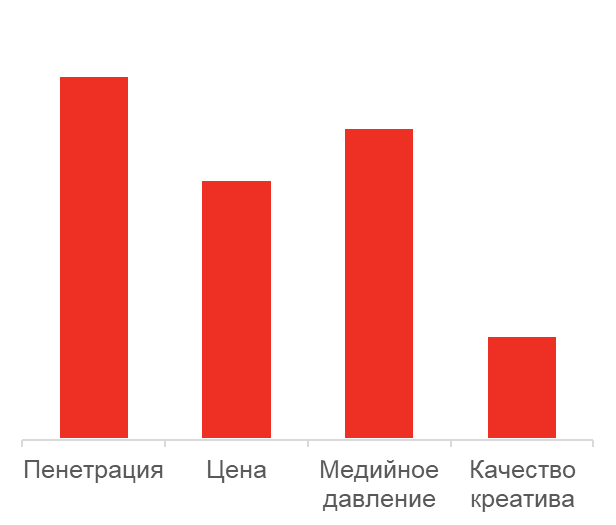 Пенетрация
Цена
Медийное
давление
Качество
креатива